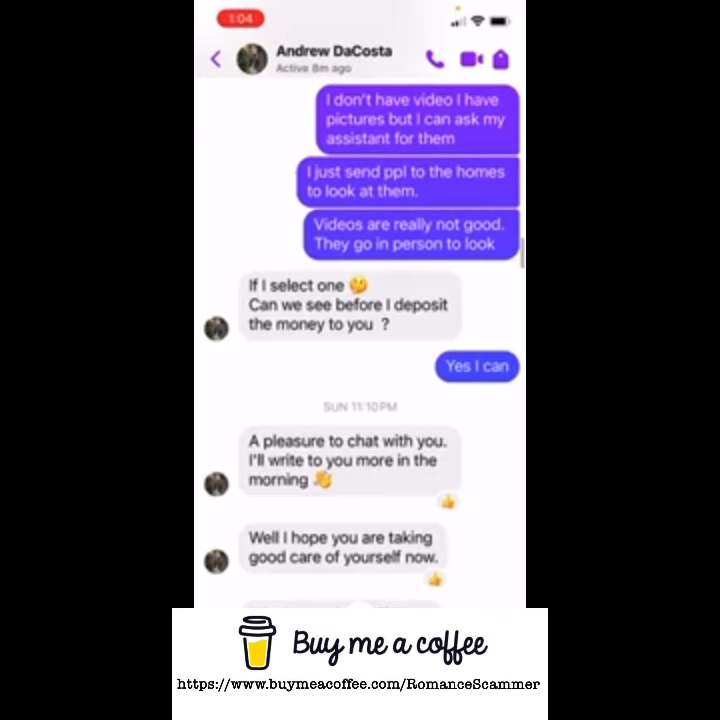 1:04
Andrew DaCosta
Active 8m ago
I don't have video I have
pictures but I can ask my
assistant for them
I just send ppl to the homes
to look at them.
Videos are really not good.
They go in person to look
If I select one 🤔
Can we see before I deposit
the money to you ?
Yes I can
SUN 11:10 PM
A pleasure to chat with you.
I'll write to you more in the
morning 👋
👍
Well I hope you are taking
good care of yourself now.
👍
Buy me a coffee
https://www.buymeacoffee.com/RomanceScammer